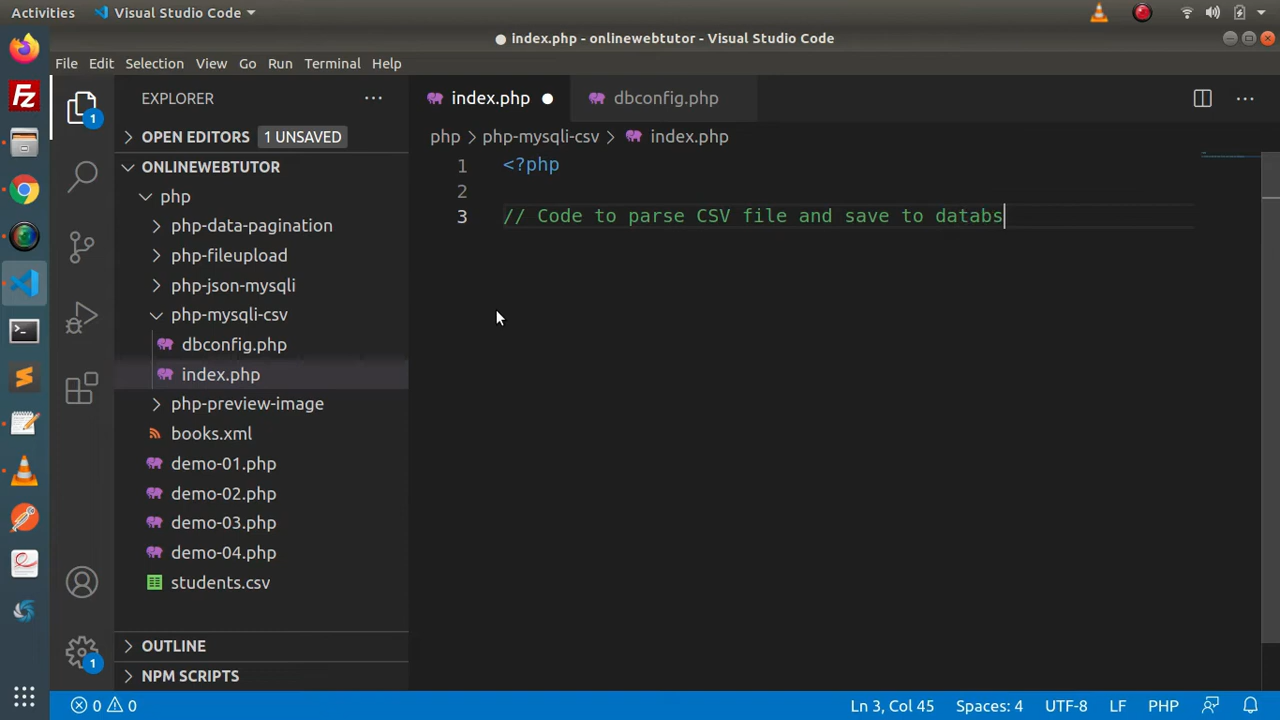 Activities
Visual Studio Code
index.php - onlinewebtutor - Visual Studio Code
File Edit Selection View Go Run Terminal Help
EXPLORER
index.php
dbconfig.php
1
OPEN EDITORS 1 UNSAVED
php > php-mysqli-csv > index.php
ONLINEWEBTUTOR
php
php-data-pagination
php-fileupload
php-json-mysqli
php-mysqli-csv
dbconfig.php
index.php
php-preview-image
books.xml
demo-01.php
demo-02.php
demo-03.php
demo-04.php
students.csv
OUTLINE
NPM SCRIPTS
1
1 <?php
2
3 // Code to parse CSV file and save to databs
0 0
Ln 3, Col 45
Spaces: 4
UTF-8
LF
PHP